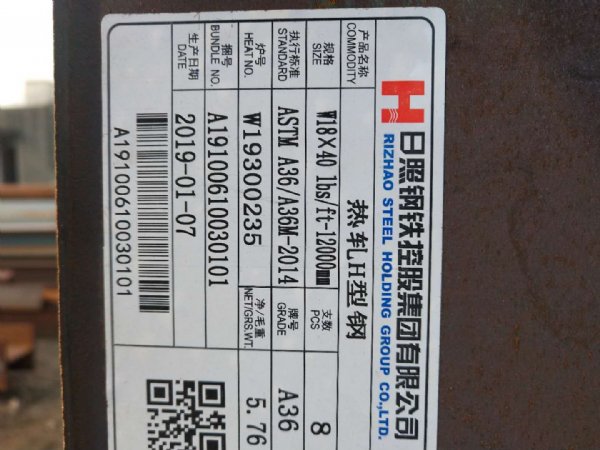 日照钢铁控股集团有限公司
RIZHAO STEEL HOLDING GROUP CO.,LTD.
产品名称 热轧H型钢
COMMODITY
规格 W18X40 lbs/ft-12000mm 支数 8
SIZE PCS
执行标准 ASTM A36/A36M-2014 牌号 A36
STANDARD GRADE
炉号 W19300235 净/毛重 5.76
HEAT NO. NET/GRS.WT.
捆号 A19100610030101
BUNDLE NO.
生产日期 2019-01-07
DATE
A19100610030101